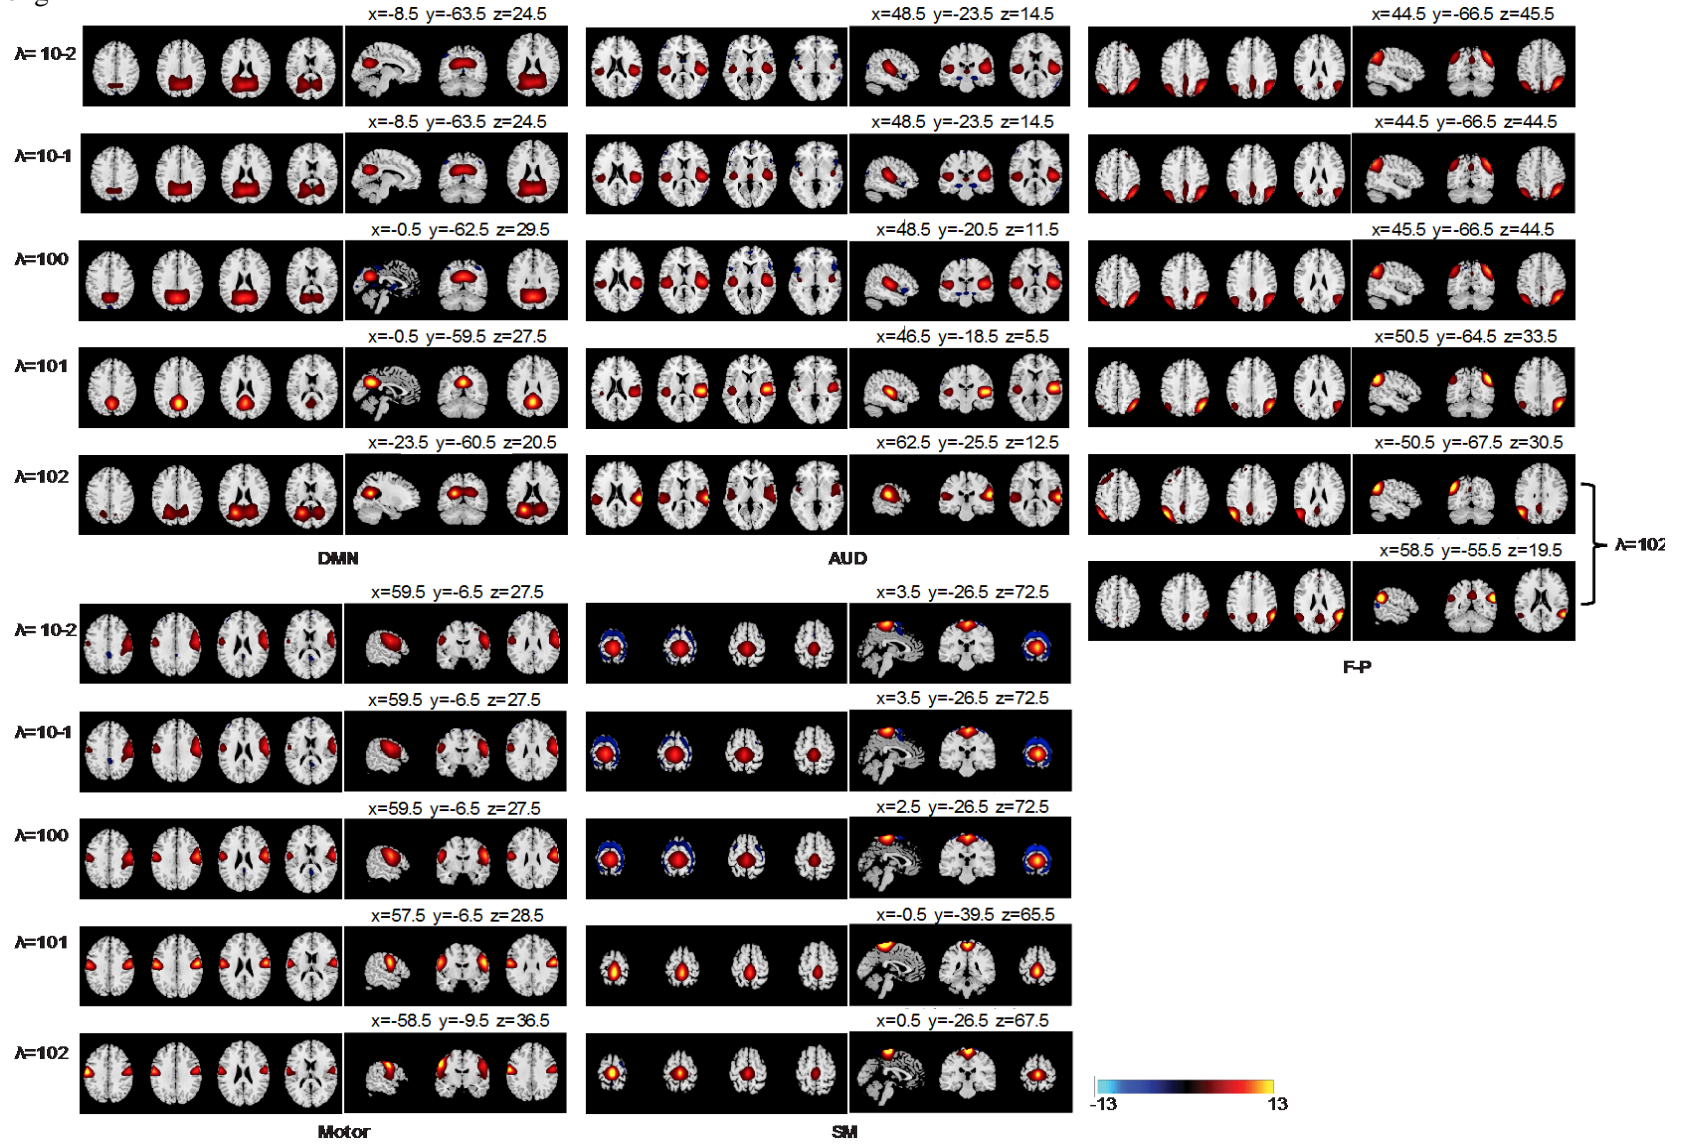 x=-8.5 y=-63.5 z=24.5
x=48.5 y=-23.5 z=14.5
x=44.5 y=-66.5 z=45.5
λ= 10-2
x=-8.5 y=-63.5 z=24.5
x=48.5 y=-23.5 z=14.5
x=44.5 y=-66.5 z=44.5
λ=10-1
x=-0.5 y=-62.5 z=29.5
x=48.5 y=-20.5 z=11.5
x=45.5 y=-66.5 z=44.5
λ=100
x=-0.5 y=-59.5 z=27.5
x=46.5 y=-18.5 z=5.5
x=50.5 y=-64.5 z=33.5
λ=101
x=-23.5 y=-60.5 z=20.5
x=62.5 y=-25.5 z=12.5
x=-50.5 y=-67.5 z=30.5
λ=102
λ=102
DMN
AUD
x=58.5 y=-55.5 z=19.5
F-P
x=59.5 y=-6.5 z=27.5
x=3.5 y=-26.5 z=72.5
λ= 10-2
x=59.5 y=-6.5 z=27.5
x=3.5 y=-26.5 z=72.5
λ=10-1
x=59.5 y=-6.5 z=27.5
x=2.5 y=-26.5 z=72.5
λ=100
x=57.5 y=-6.5 z=28.5
x=-0.5 y=-39.5 z=65.5
λ=101
x=-58.5 y=-9.5 z=36.5
x=0.5 y=-26.5 z=67.5
λ=102
-13 13
Motor
SM